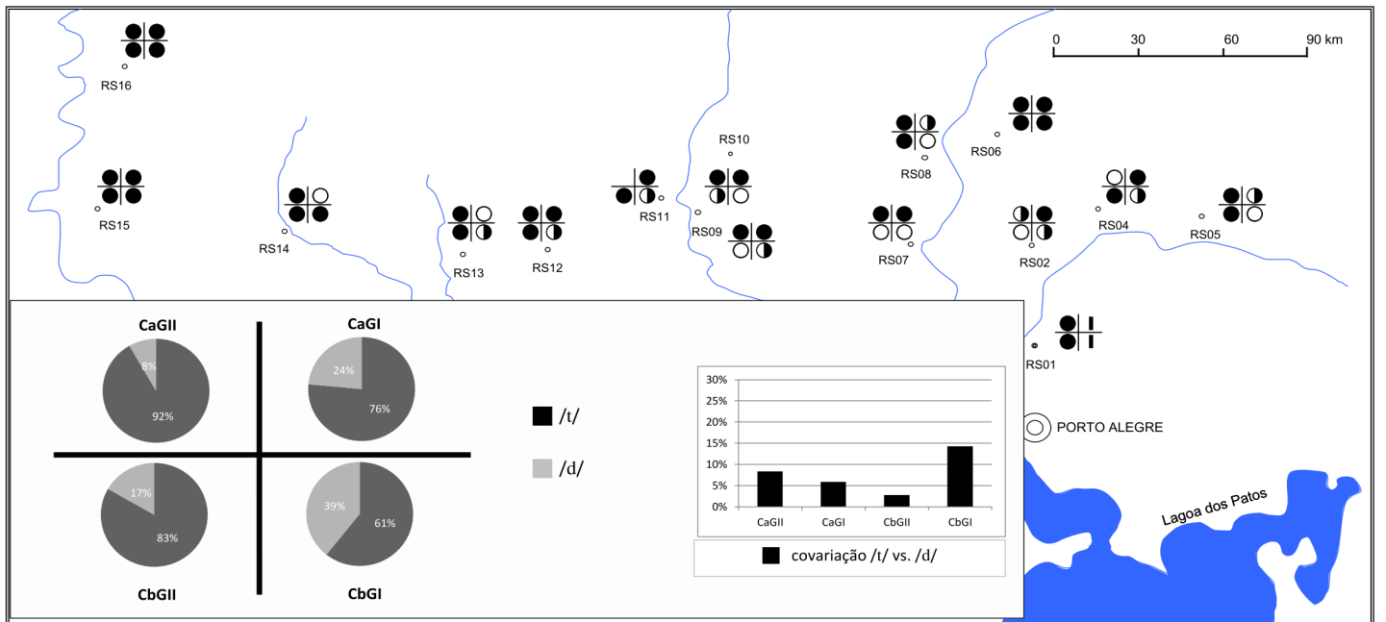 0 30 60 90 km
RS16
RS10
RS06
RS08
RS15
RS14
RS11
RS09
RS04
RS05
RS13
RS12
RS07
RS02
RS01
PORTO ALEGRE
Lagoa dos Patos
CaGII
CaGI
8%
92%
24%
76%
17%
83%
39%
61%
CbGII
CbGI
/t/
/d/
30%
25%
20%
15%
10%
5%
0%
CaGII CaGI CbGII CbGI
covariação /t/ vs. /d/